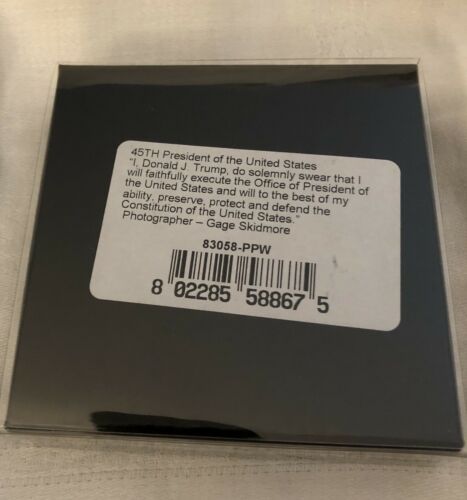 45TH President of the United States
"I, Donald J. Trump, do solemnly swear that I
will faithfully execute the Office of President of
the United States and will to the best of my
ability, preserve, protect and defend the
Constitution of the United States."
Photographer – Gage Skidmore
83058-PPW
8 02285 58867 5